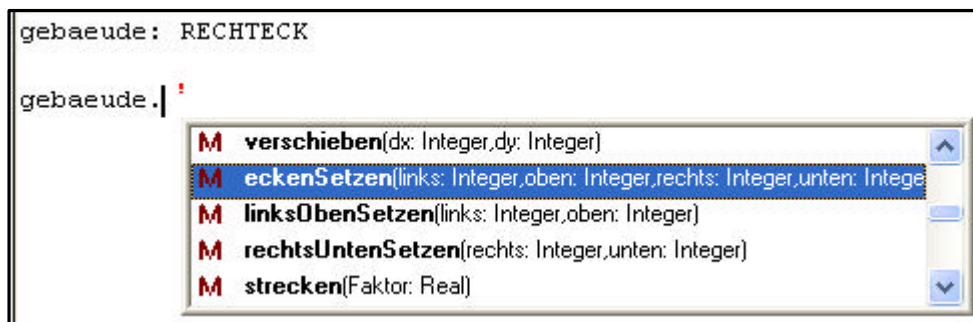 gebaeude: RECHTECK
gebaeude.
M verschieben(dx: Integer,dy: Integer)
M eckenSetzen(links: Integer,oben: Integer,rechts: Integer,unten: Intege
M linksObenSetzen(links: Integer,oben: Integer)
M rechtsUntenSetzen(rechts: Integer,unten: Integer)
M strecken(Faktor: Real)